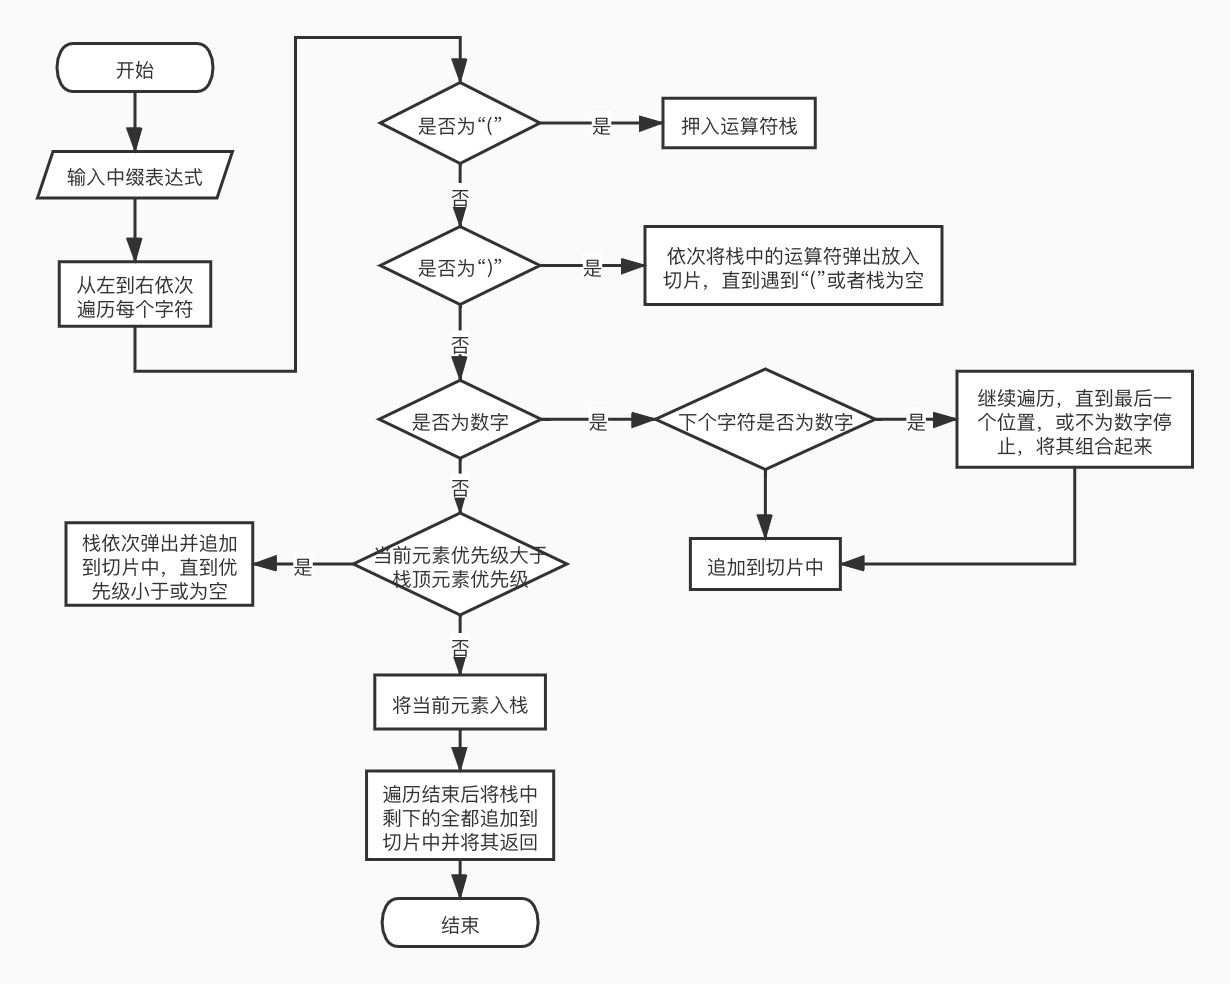 开始
输入中缀表达式
从左到右依次
遍历每个字符
是否为“(”
是
押入运算符栈
否
是否为“)”
是
依次将栈中的运算符弹出放入
切片，直到遇到“(”或者栈为空
否
是否为数字
是
下个字符是否为数字
是
继续遍历，直到最后一
个位置，或不为数字停
止，将其组合起来
追加到切片中
否
当前元素优先级大于
栈顶元素优先级
是
栈依次弹出并追加
到切片中，直到优
先级小于或为空
否
将当前元素入栈
遍历结束后将栈中
剩下的全都追加到
切片中并将其返回
结束